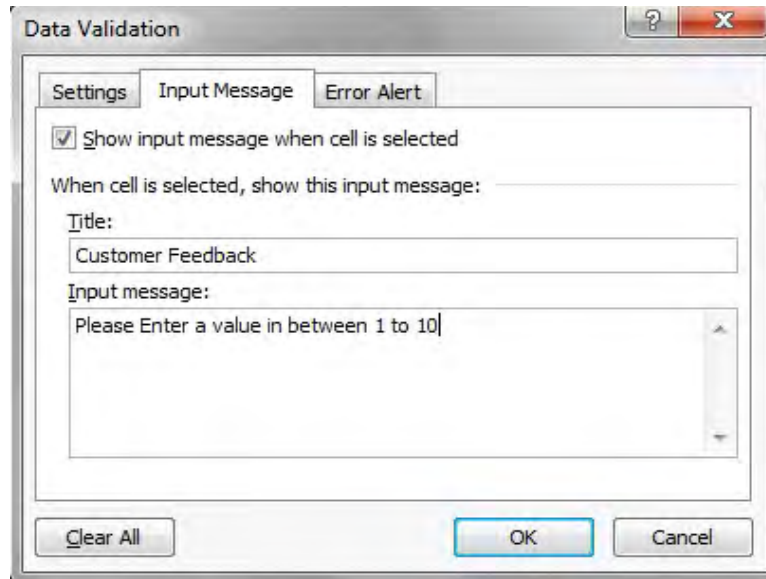 Data Validation
?
X
Settings Input Message Error Alert
Show input message when cell is selected
When cell is selected, show this input message:
Title:
Customer Feedback
Input message:
Please Enter a value in between 1 to 10
Clear All OK Cancel